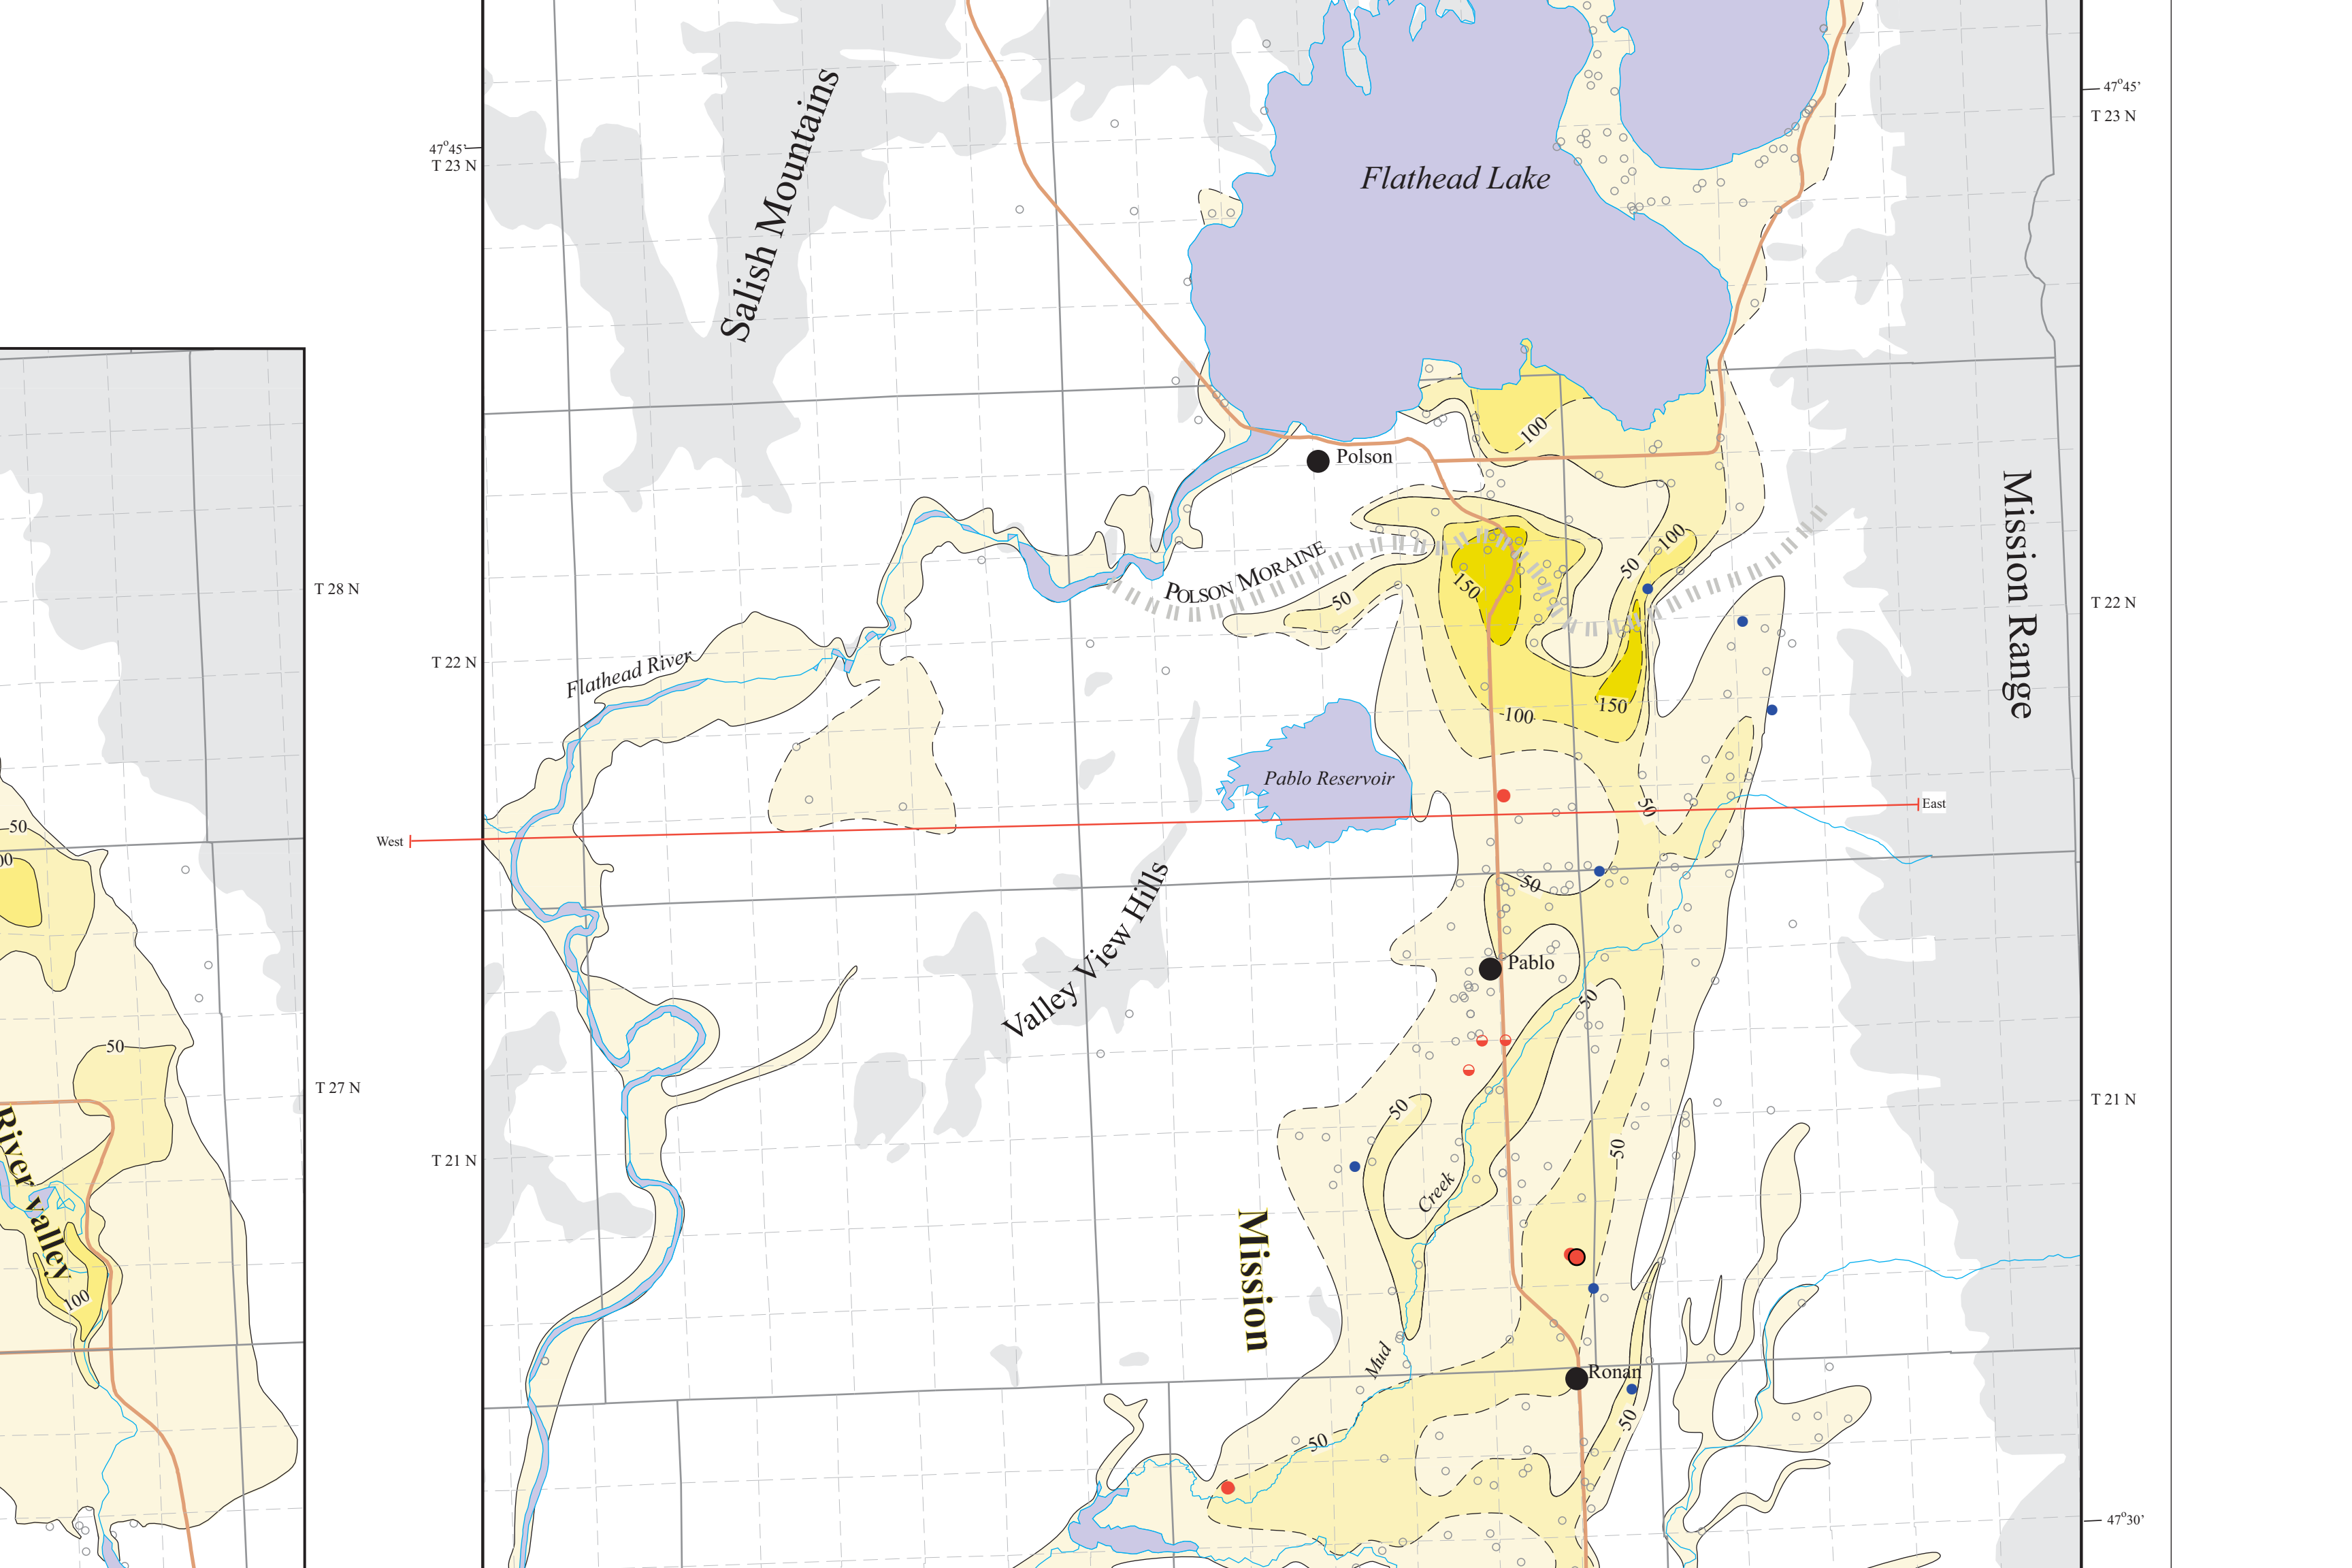 47°45'
T 23 N
47°45'
T 23 N
Salish Mountains
Flathead Lake
Polson
100
Mission Range
POLSON MORAINE
100
50
150
50
T 28 N
T 22 N
T 22 N
Flathead River
150
100
Pablo Reservoir
50
West
East
50
50
Valley View Hills
Pablo
50
50
T 27 N
T 21 N
T 21 N
50
50
River valley
Creek
Mission
100
Mud
Ronan
50
50
47°30'